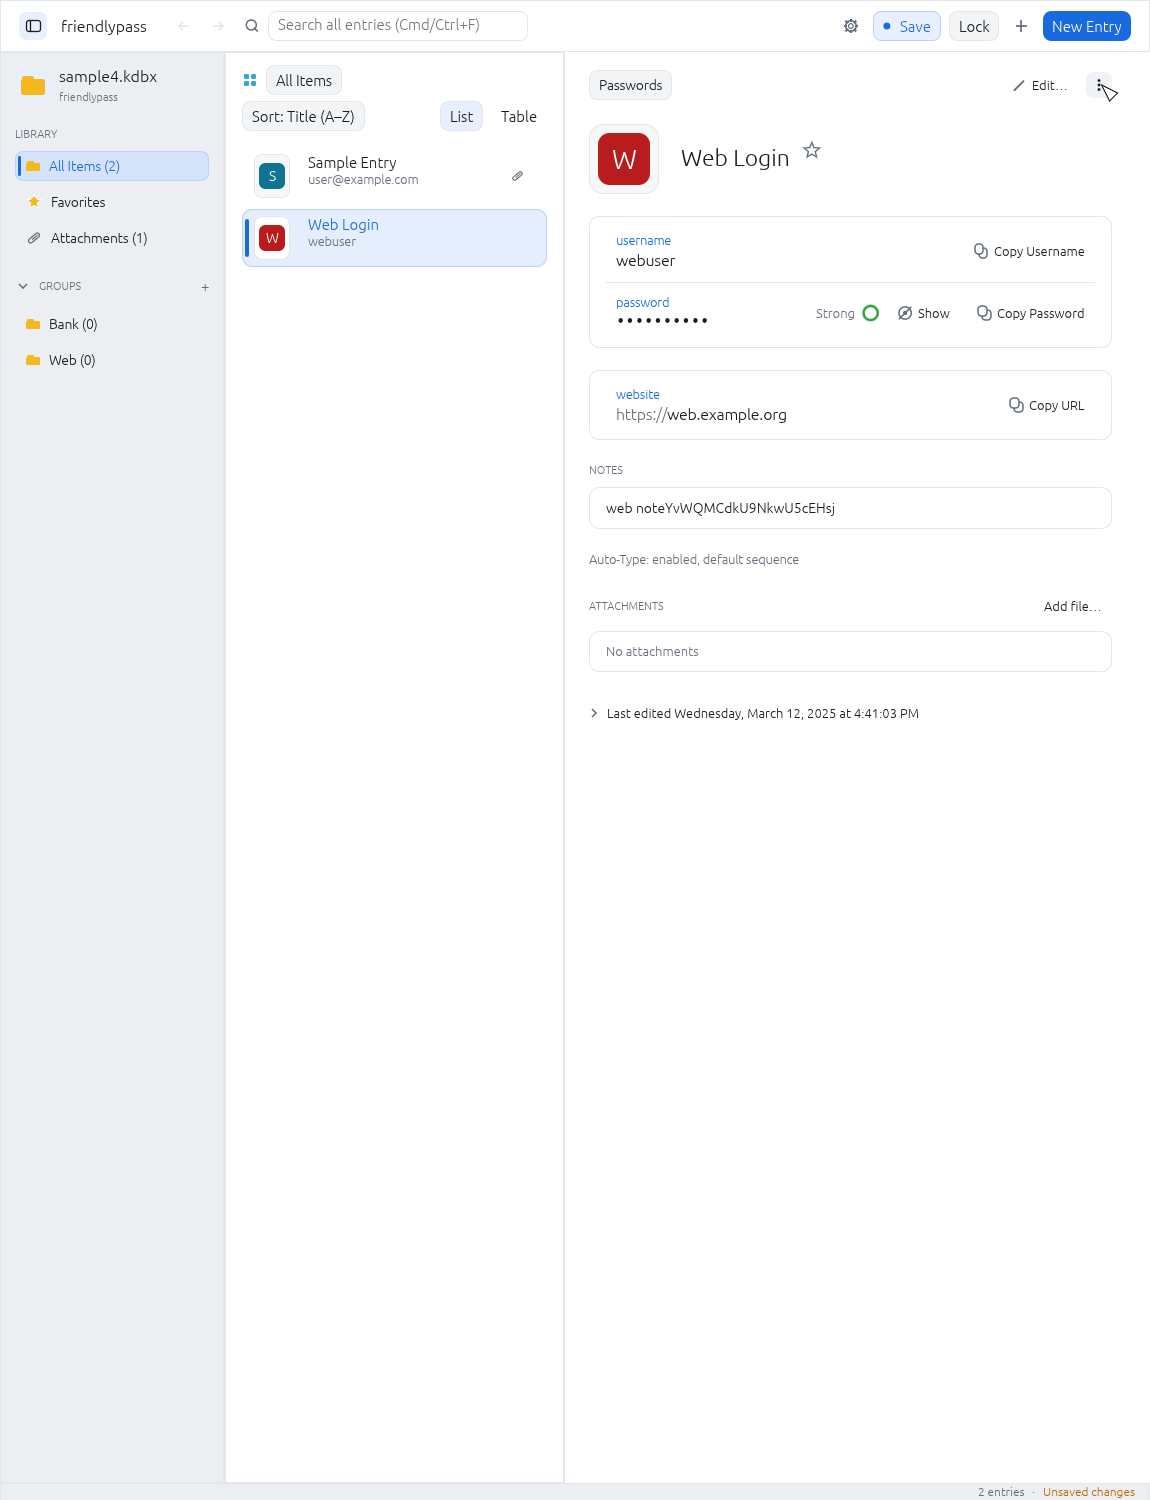 friendlypass
Search all entries (Cmd/Ctrl+F)
Save
Lock
New Entry
sample4.kdbx
friendlypass
LIBRARY
All Items (2)
Favorites
Attachments (1)
GROUPS
Bank (0)
Web (0)
All Items
Sort: Title (A–Z)
List
Table
S
Sample Entry
user@example.com
W
Web Login
webuser
Passwords
Edit…
W
Web Login
username
webuser
Copy Username
password
••••••••••
Strong
Show
Copy Password
website
https://web.example.org
Copy URL
NOTES
web noteYvWQMCdkU9NkwU5cEHsj
Auto-Type: enabled, default sequence
ATTACHMENTS
Add file…
No attachments
Last edited Wednesday, March 12, 2025 at 4:41:03 PM
2 entries · Unsaved changes